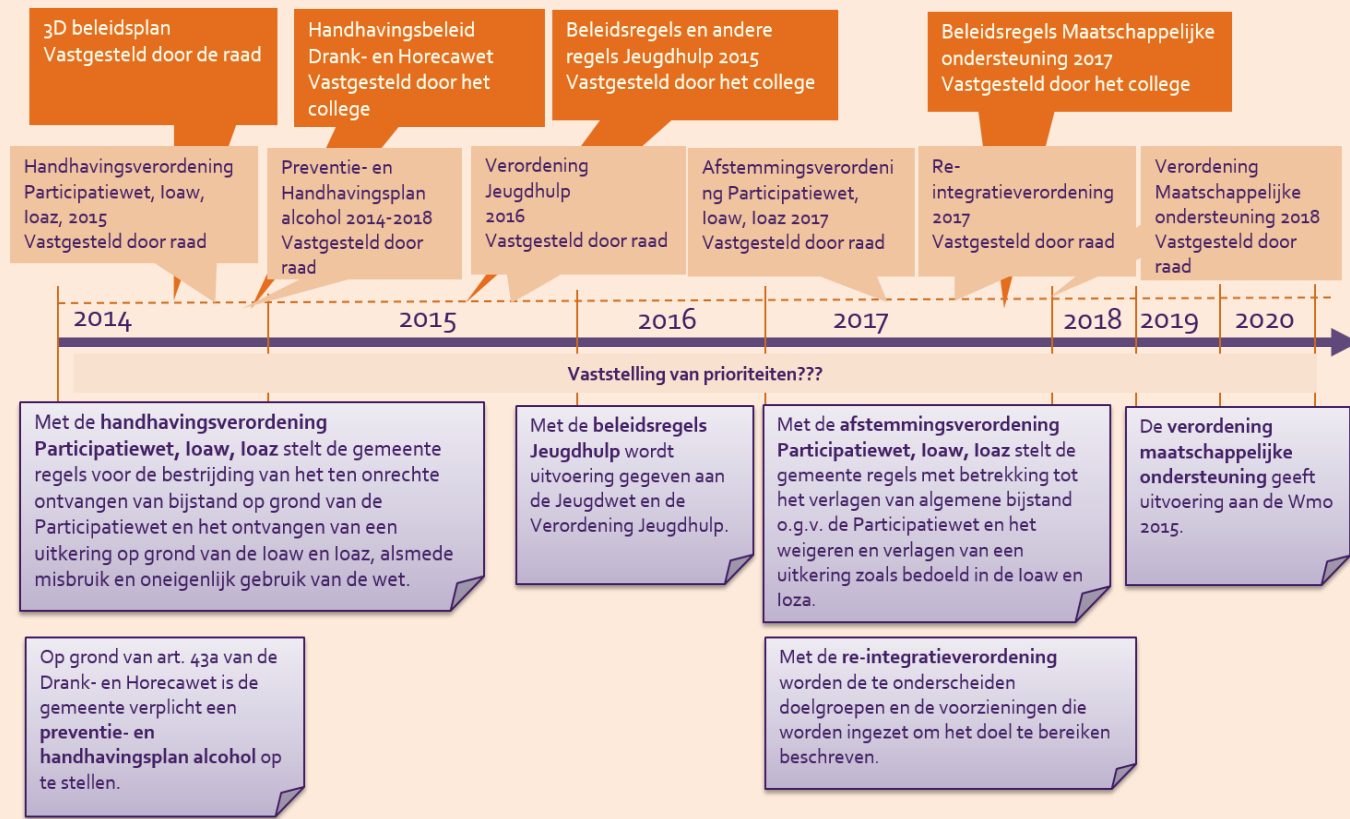 3D beleidsplan
Vastgesteld door de raad
Handhavingsbeleid
Drank- en Horecawet
Vastgesteld door het
college
Beleidsregels en andere
regels Jeugdhulp 2015
Vastgesteld door het college
Beleidsregels Maatschappelijke
ondersteuning 2017
Vastgesteld door het college
Handhavingsverordening
Participatiewet, Ioaw,
Ioaz, 2015
Vastgesteld door raad
Preventie- en
Handhavingsplan
alcohol 2014-2018
Vastgesteld door
raad
Verordening
Jeugdhulp
2016
Vastgesteld door raad
Afstemmingsverordeni
ng Participatiewet,
Ioaw, Ioaz 2017
Vastgesteld door raad
Re-
integratieverordening
2017
Vastgesteld door raad
Verordening
Maatschappelijke
ondersteuning 2018
Vastgesteld door
raad
2014 2015 2016 2017 2018 2019 2020
Vaststelling van prioriteiten???
Met de handhavingsverordening
Participatiewet, Ioaw, Ioaz stelt de gemeente
regels voor de bestrijding van het ten onrechte
ontvangen van bijstand op grond van de
Participatiewet en het ontvangen van een
uitkering op grond van de Ioaw en Ioaz, alsmede
misbruik en oneigenlijk gebruik van de wet.
Met de beleidsregels
Jeugdhulp wordt
uitvoering gegeven aan
de Jeugdwet en de
Verordening Jeugdhulp.
Met de afstemmingsverordening
Participatiewet, Ioaw, Ioaz stelt de
gemeente regels met betrekking tot
het verlagen van algemene bijstand
o.g.v. de Participatiewet en het
weigeren en verlagen van een
uitkering zoals bedoeld in de Ioaw en
Ioza.
De verordening
maatschappelijke
ondersteuning geeft
uitvoering aan de Wmo
2015.
Op grond van art. 43a van de
Drank- en Horecawet is de
gemeente verplicht een
preventie- en
handhavingsplan alcohol op
te stellen.
Met de re-integratieverordening
worden de te onderscheiden
doelgroepen en de voorzieningen die
worden ingezet om het doel te bereiken
beschreven.